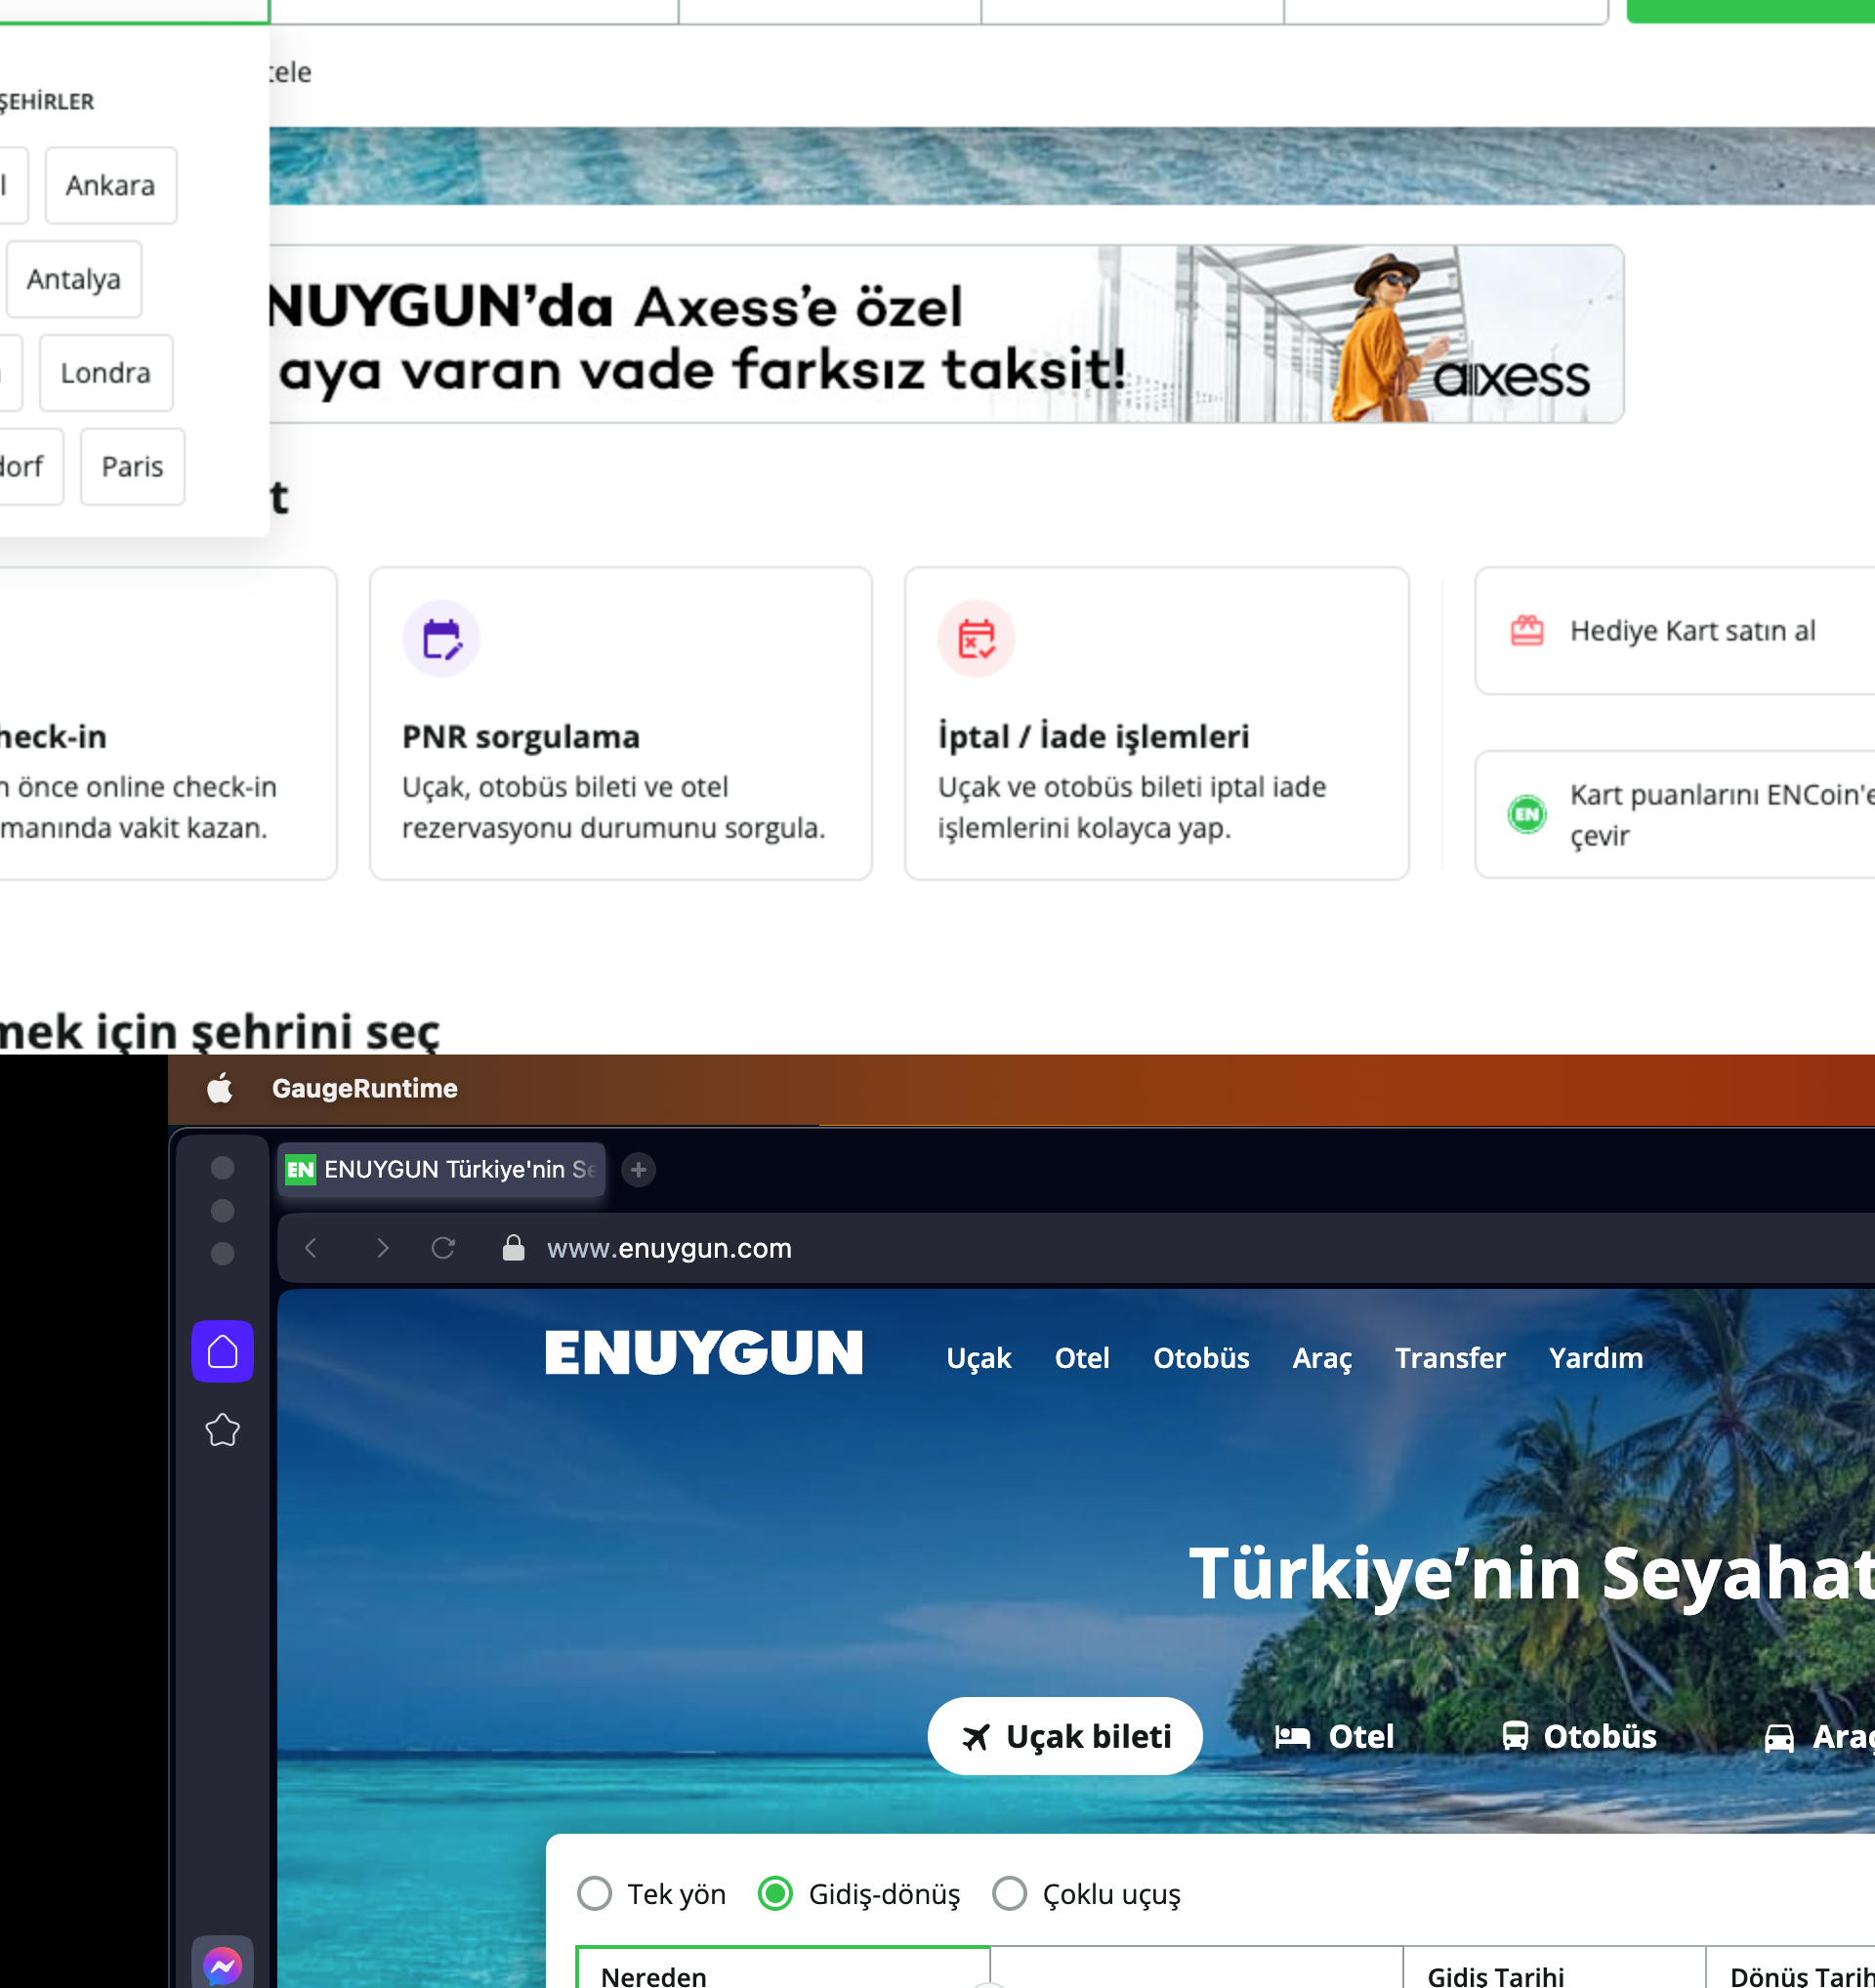 tele
ŞEHİRLER
Ankara
Antalya
Londra
dorf
Paris
NUYGUN’da Axess’e özel
aya varan vade farksız taksit!
axess
t
heck-in
n önce online check-in
manında vakit kazan.
PNR sorgulama
Uçak, otobüs bileti ve otel
rezervasyonu durumunu sorgula.
İptal / İade işlemleri
Uçak ve otobüs bileti iptal iade
işlemlerini kolayca yap.
Hediye Kart satın al
EN
Kart puanlarını ENCoin'e
çevir
mek için şehrini seç
GaugeRuntime
EN ENUYGUN Türkiye'nin Se
www.enuygun.com
ENUYGUN
Uçak Otel Otobüs Araç Transfer Yardım
Türkiye’nin Seyahat
Uçak bileti Otel Otobüs Araç
Tek yön Gidiş-dönüş Çoklu uçuş
Nereden Gidiş Tarihi Dönüş Tarih